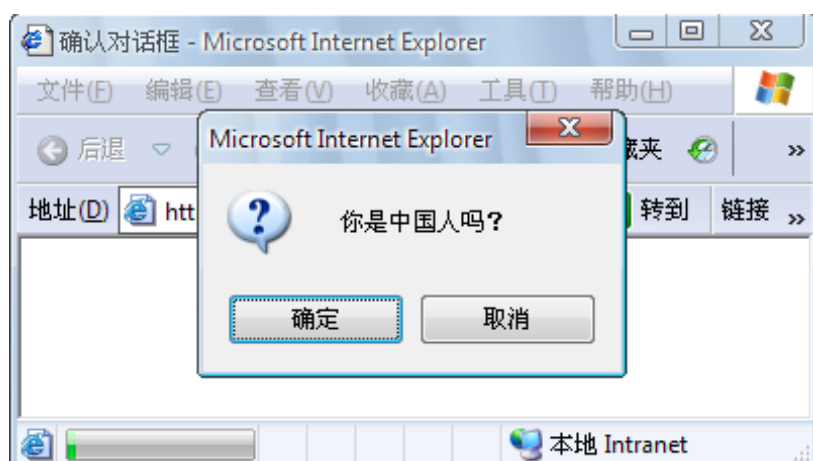 确认对话框 - Microsoft Internet Explorer
文件(F) 编辑(E) 查看(V) 收藏(A) 工具(T) 帮助(H)
后退 藏夹 »
地址(D) htt 转到 链接 »
Microsoft Internet Explorer
你是中国人吗?
确定 取消
本地 Intranet